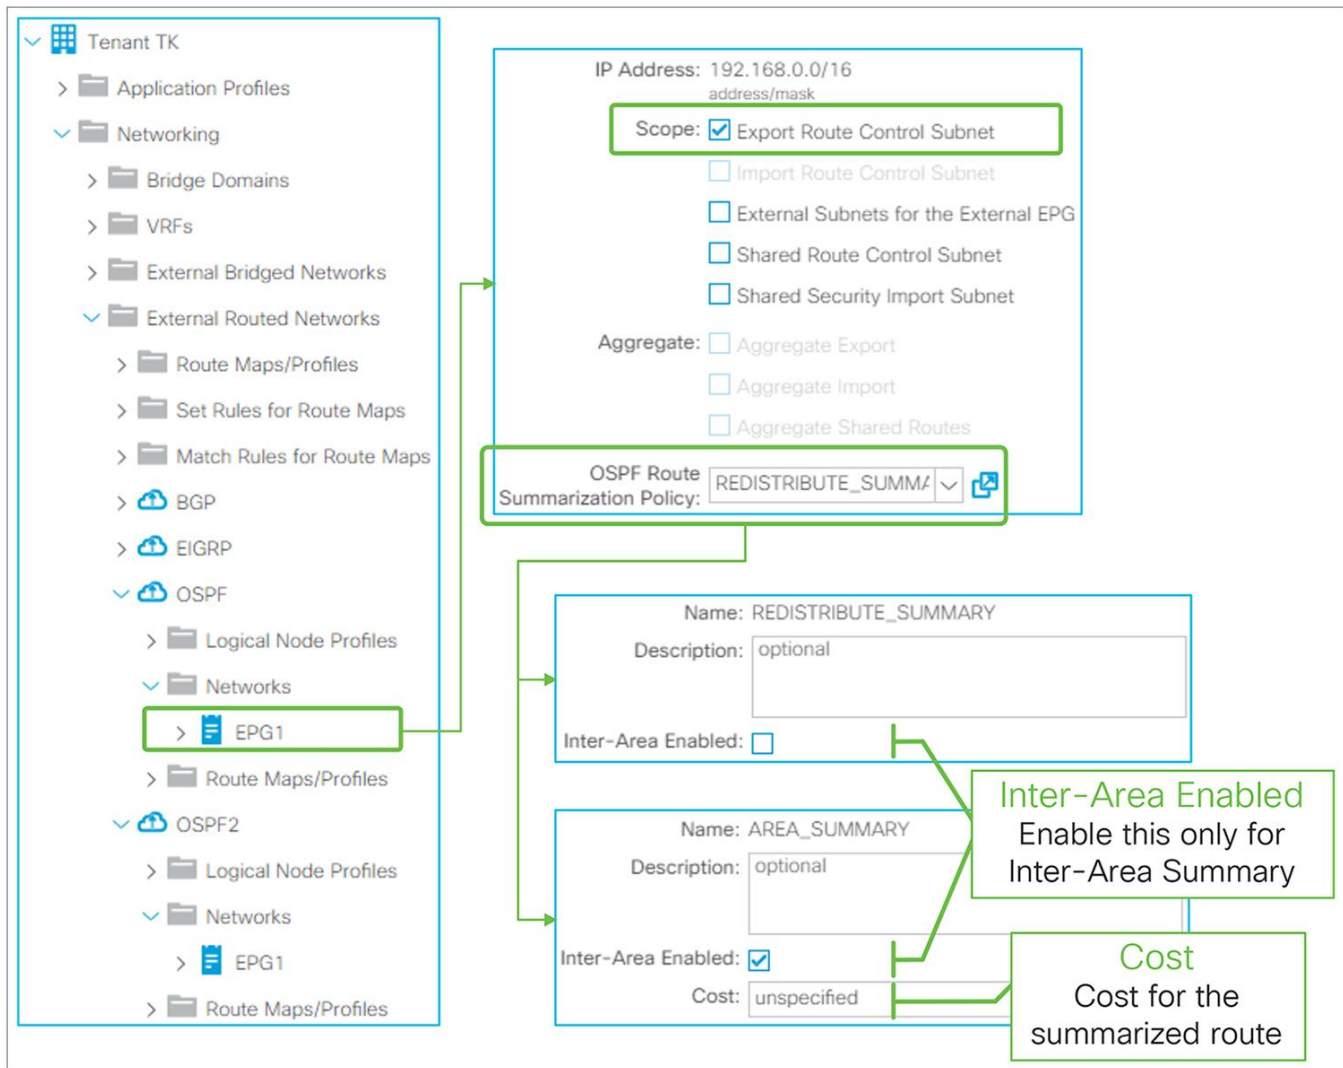 Tenant TK
Application Profiles
Networking
Bridge Domains
VRFs
External Bridged Networks
External Routed Networks
Route Maps/Profiles
Set Rules for Route Maps
Match Rules for Route Maps
BGP
EIGRP
OSPF
Logical Node Profiles
Networks
EPG1
Route Maps/Profiles
OSPF2
Logical Node Profiles
Networks
EPG1
Route Maps/Profiles
IP Address: 192.168.0.0/16
address/mask
Scope: Export Route Control Subnet
Import Route Control Subnet
External Subnets for the External EPG
Shared Route Control Subnet
Shared Security Import Subnet
Aggregate: Aggregate Export
Aggregate Import
Aggregate Shared Routes
OSPF Route
Summarization Policy: REDISTRIBUTE_SUMMA
Name: REDISTRIBUTE_SUMMARY
Description: optional
Inter-Area Enabled:
Name: AREA_SUMMARY
Description: optional
Inter-Area Enabled:
Cost: unspecified
Inter-Area Enabled
Enable this only for
Inter-Area Summary
Cost
Cost for the
summarized route